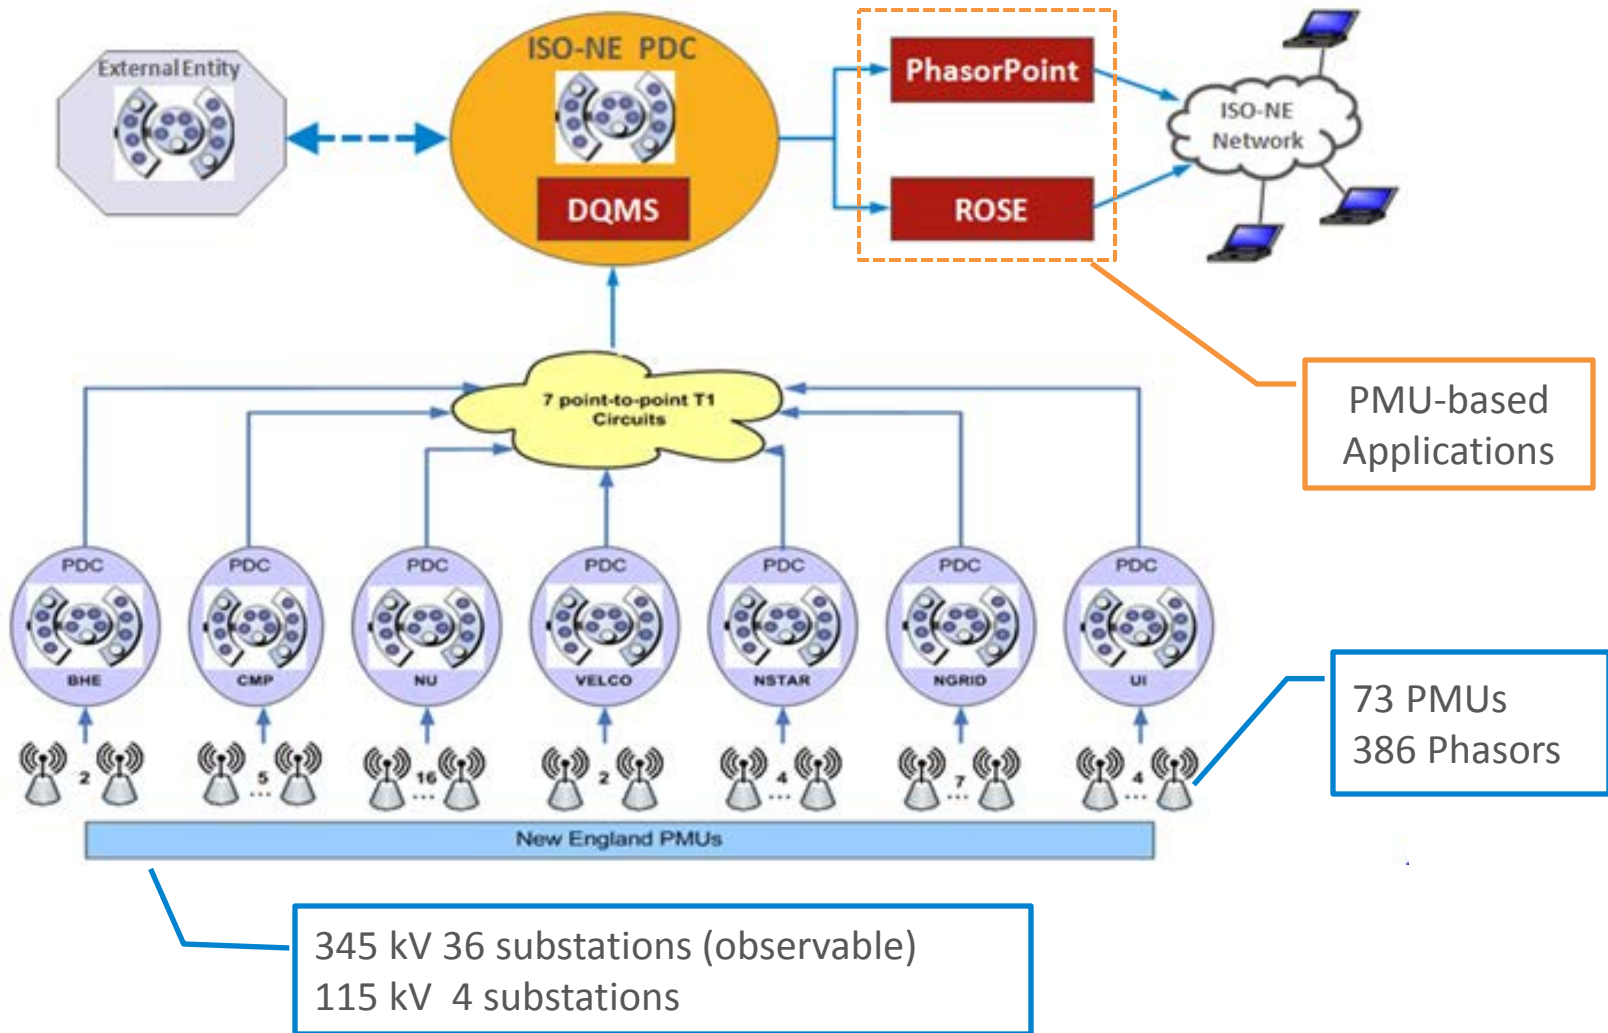 External Entity
ISO-NE PDC
DQMS
PhasorPoint
ROSE
ISO-NE
Network
7 point-to-point T1
Circuits
PMU-based
Applications
PDC
BHE
PDC
CMP
PDC
NU
PDC
VELCO
PDC
NSTAR
PDC
NGRID
PDC
UI
2
5
...
16
...
2
4
...
7
...
4
...
73 PMUs
386 Phasors
New England PMUs
345 kV 36 substations (observable)
115 kV 4 substations